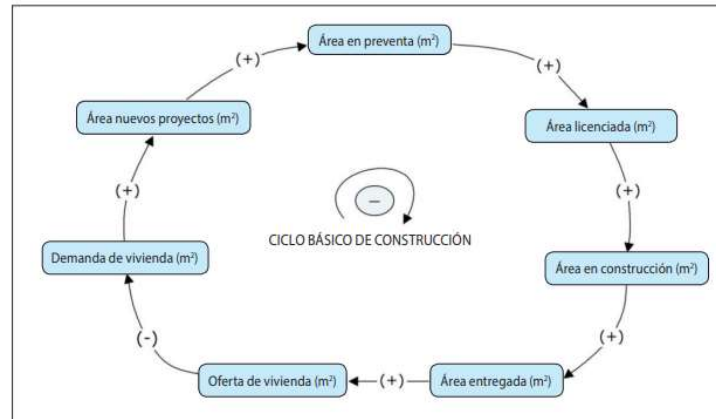 Área en preventa (m²)
(+)
(+)
Área nuevos proyectos (m²)
Área licenciada (m²)
(+)
(+)
–
CICLO BÁSICO DE CONSTRUCCIÓN
Demanda de vivienda (m²)
Área en construcción (m²)
(-)
(+)
Oferta de vivienda (m²)
(+)
Área entregada (m²)